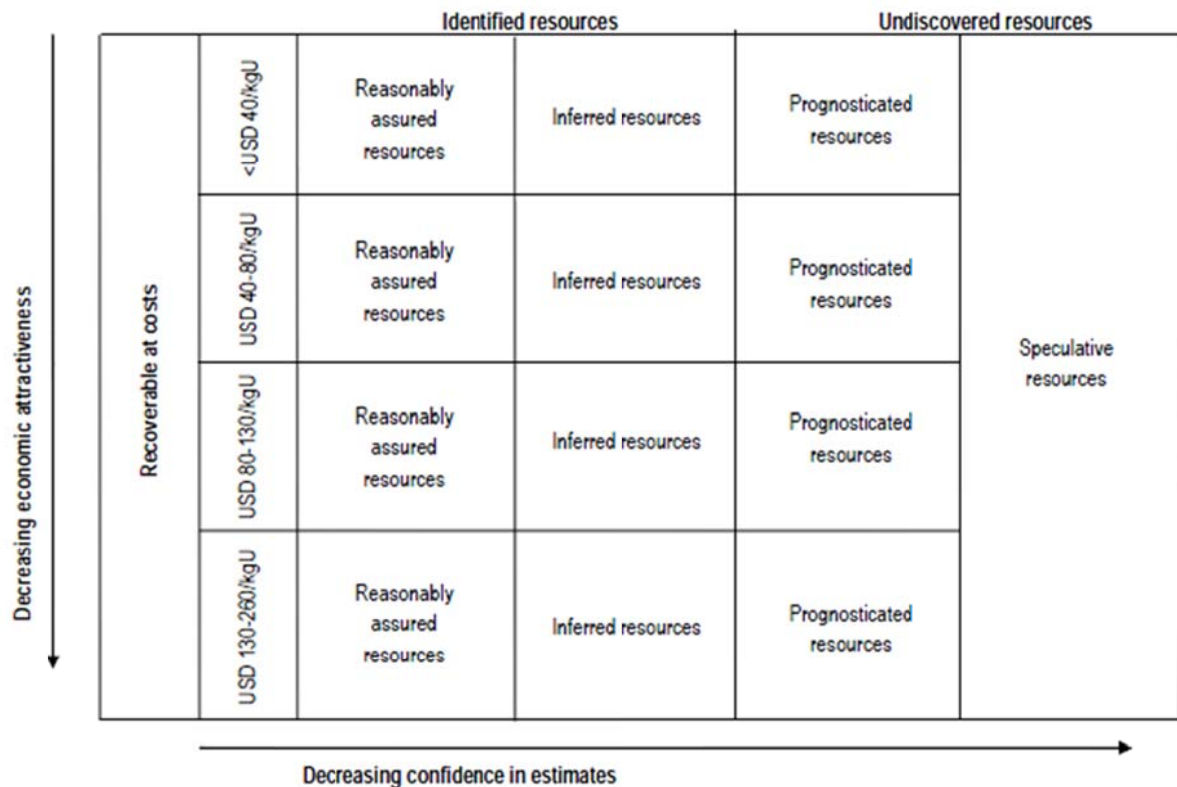 Identified resources
Undiscovered resources
Decreasing economic attractiveness
Recoverable at costs
<USD 40/kgU
Reasonably
assured
resources
Inferred resources
Prognosticated
resources
USD 40-80/kgU
Reasonably
assured
resources
Inferred resources
Prognosticated
resources
Speculative
resources
USD 80-130/kgU
Reasonably
assured
resources
Inferred resources
Prognosticated
resources
USD 130-260/kgU
Reasonably
assured
resources
Inferred resources
Prognosticated
resources
Decreasing confidence in estimates